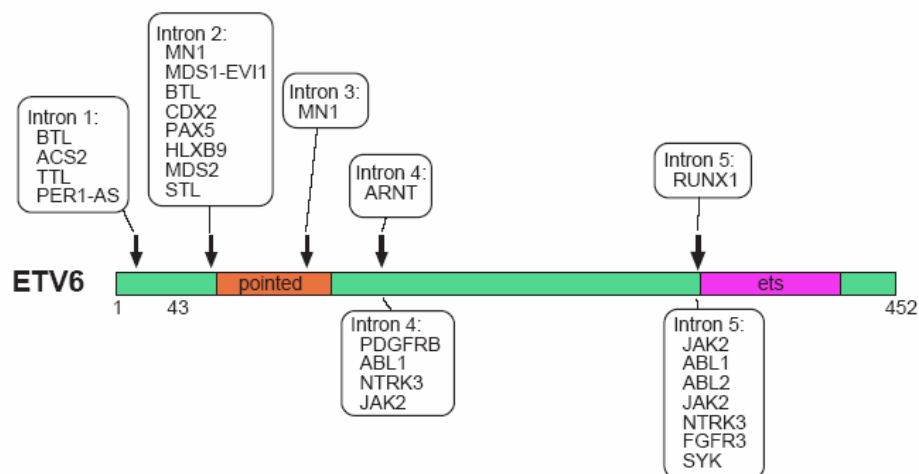 Intron 1:
BTL
ACS2
TTL
PER1-AS
Intron 2:
MN1
MDS1-EVI1
BTL
CDX2
PAX5
HLXB9
MDS2
STL
Intron 3:
MN1
Intron 4:
ARNT
Intron 5:
RUNX1
ETV6
pointed
ets
1
43
452
Intron 4:
PDGFRB
ABL1
NTRK3
JAK2
Intron 5:
JAK2
ABL1
ABL2
JAK2
NTRK3
FGFR3
SYK